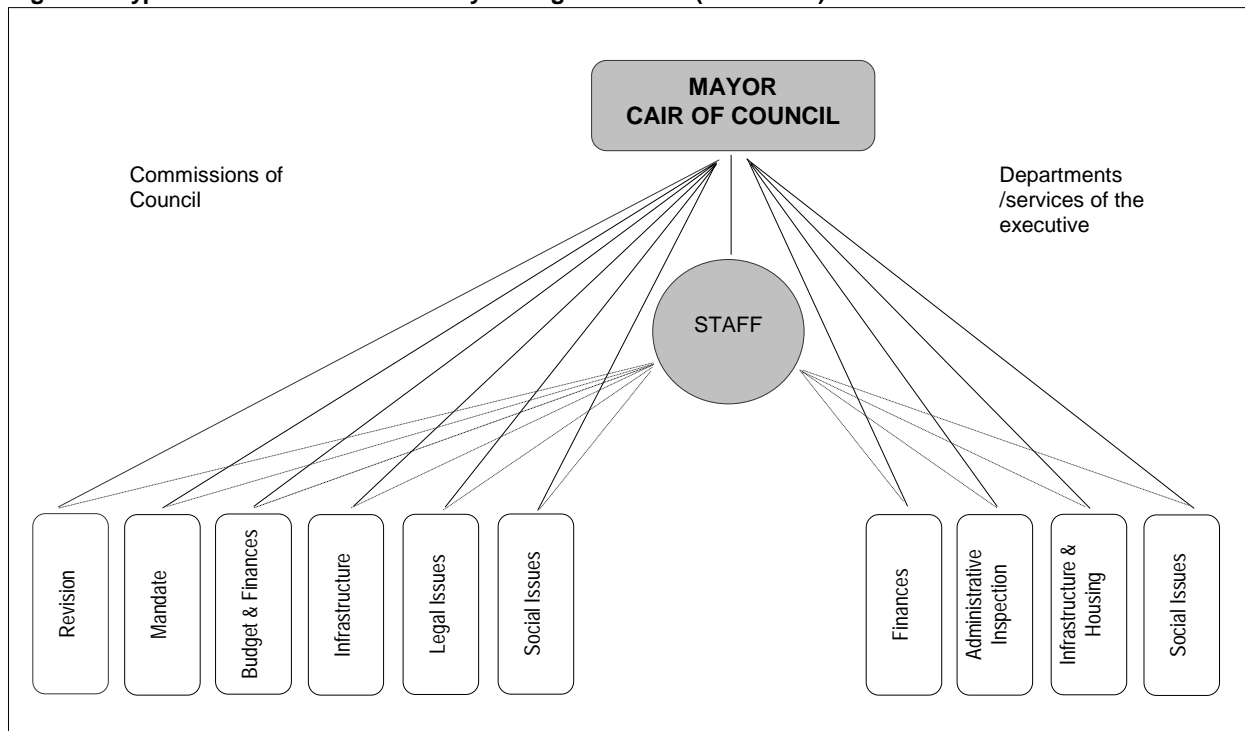 MAYOR
CAIR OF COUNCIL
Commissions of
Council
Departments
/services of the
executive
STAFF
Revision
Mandate
Budget & Finances
Infrastructure
Legal Issues
Social Issues
Finances
Administrative
Inspection
Infrastructure &
Housing
Social Issues